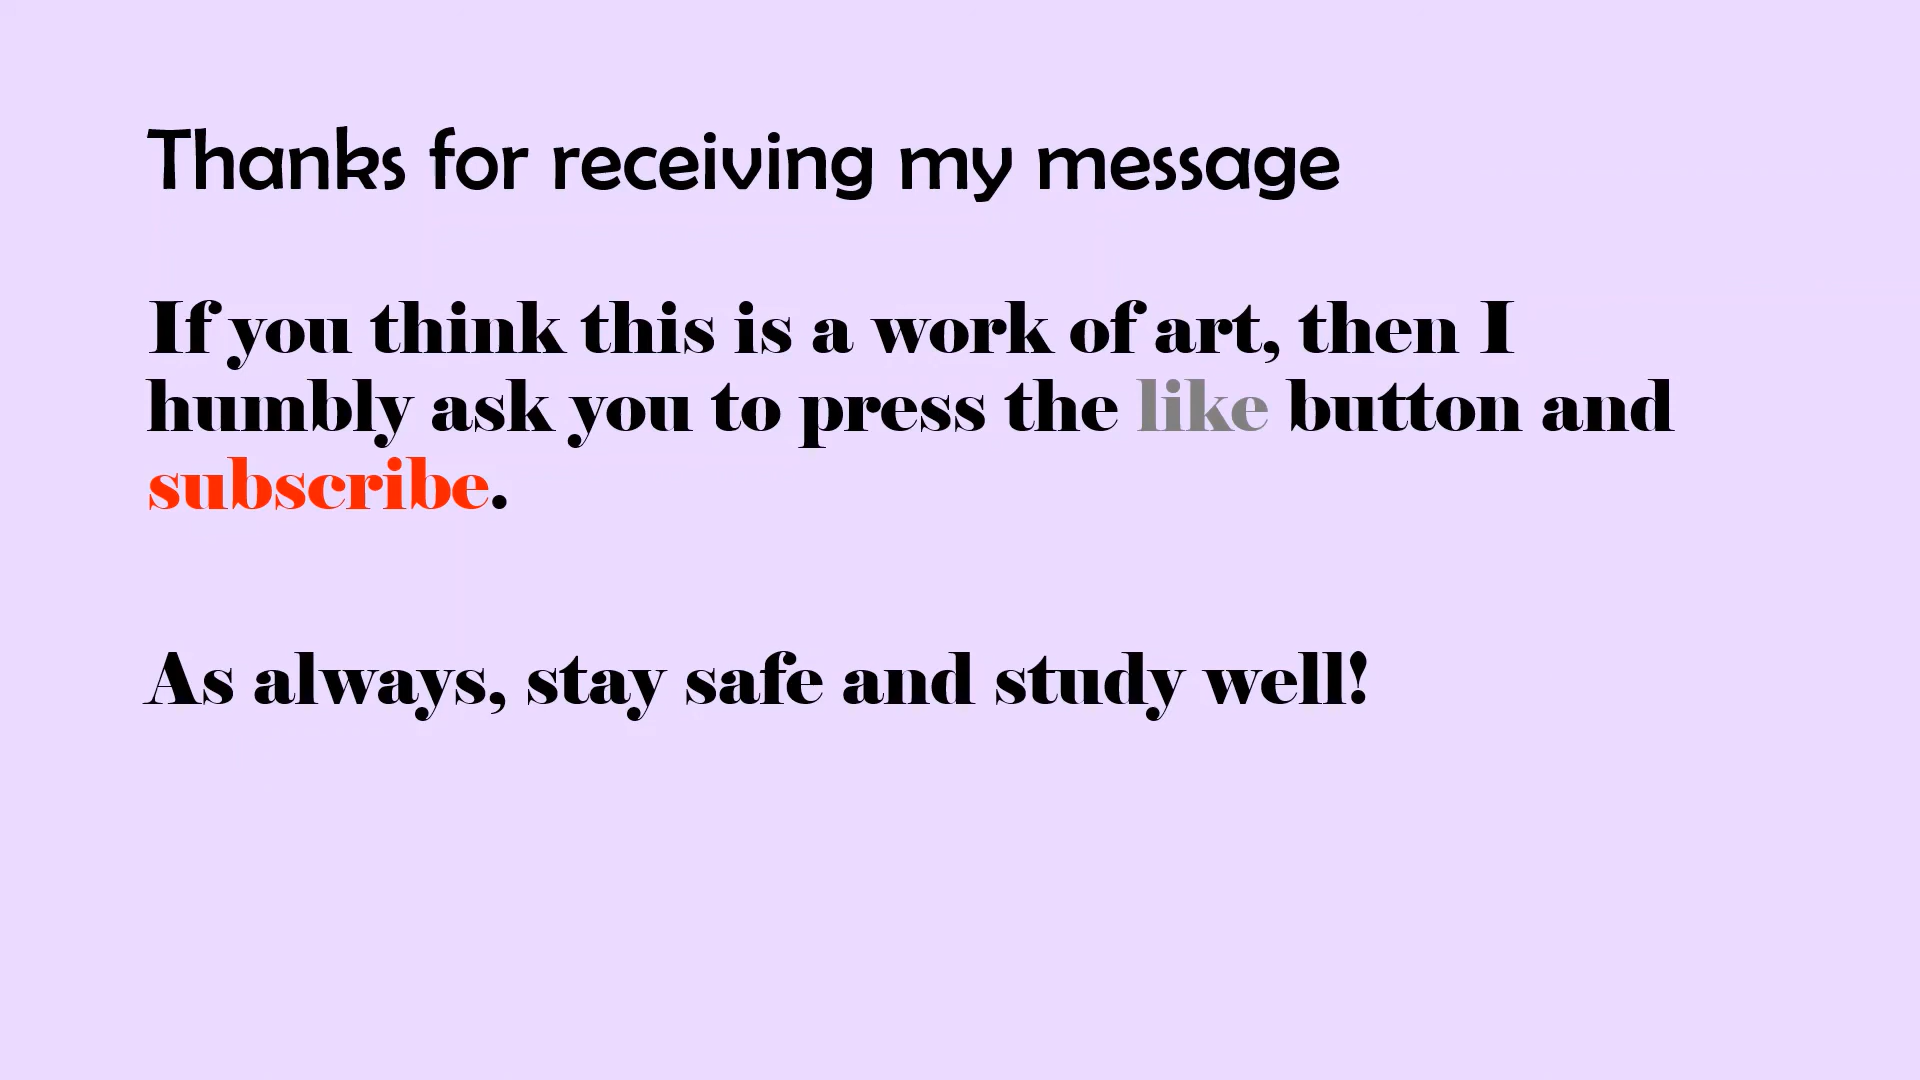 Thanks for receiving my message
If you think this is a work of art, then I
humbly ask you to press the like button and
subscribe.
As always, stay safe and study well!